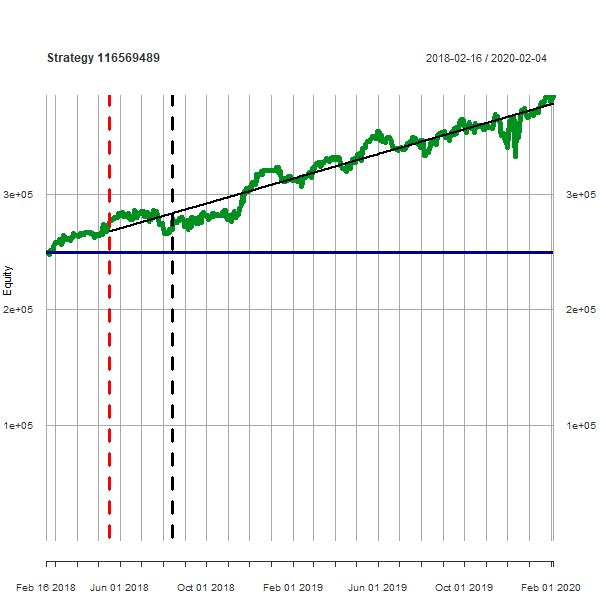 Strategy 116569489
2018-02-16 / 2020-02-04
3e+05
3e+05
Equity
2e+05
2e+05
1e+05
1e+05
Feb 16 2018
Jun 01 2018
Oct 01 2018
Feb 01 2019
Jun 01 2019
Oct 01 2019
Feb 01 2020